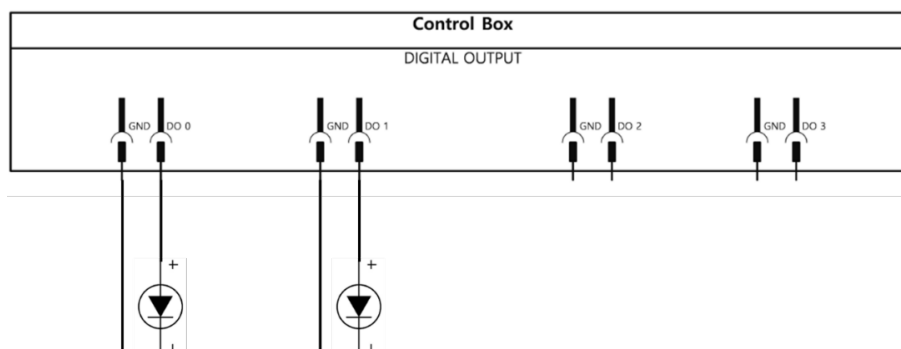 Control Box
DIGITAL OUTPUT
GND DO 0 GND DO 1 GND DO 2 GND DO 3
+ +